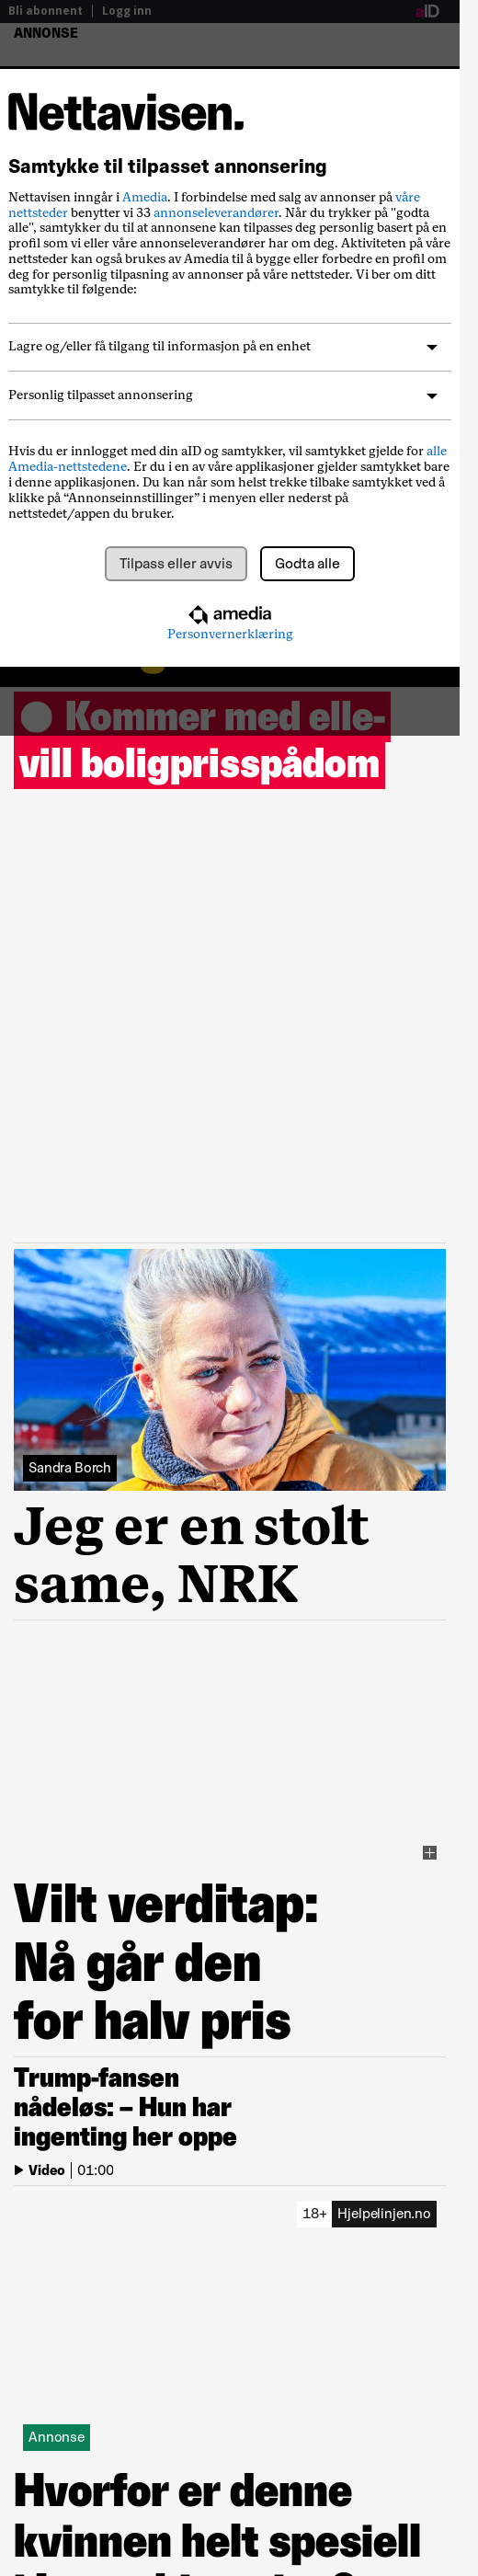 Bli abonnent | Logg inn aID
ANNONSE
Nettavisen.
Samtykke til tilpasset annonsering
Nettavisen inngår i Amedia. I forbindelse med salg av annonser på våre
nettsteder benytter vi 33 annonseleverandører. Når du trykker på "godta
alle", samtykker du til at annonsene kan tilpasses deg personlig basert på en
profil som vi eller våre annonseleverandører har om deg. Aktiviteten på våre
nettsteder kan også brukes av Amedia til å bygge eller forbedre en profil om
deg for personlig tilpasning av annonser på våre nettsteder. Vi ber om ditt
samtykke til følgende:
Lagre og/eller få tilgang til informasjon på en enhet
Personlig tilpasset annonsering
Hvis du er innlogget med din aID og samtykker, vil samtykket gjelde for alle
Amedia-nettstedene. Er du i en av våre applikasjoner gjelder samtykket bare
i denne applikasjonen. Du kan når som helst trekke tilbake samtykket ved å
klikke på “Annonseinnstillinger” i menyen eller nederst på
nettstedet/appen du bruker.
Tilpass eller avvis Godta alle
amedia
Personvernerklæring
Kommer med elle-
vill boligprisspådom
Sandra Borch
Jeg er en stolt
same, NRK
Vilt verditap:
Nå går den
for halv pris
Trump-fansen
nådeløs: – Hun har
ingenting her oppe
Video | 01:00
18+ Hjelpelinjen.no
Annonse
Hvorfor er denne
kvinnen helt spesiell